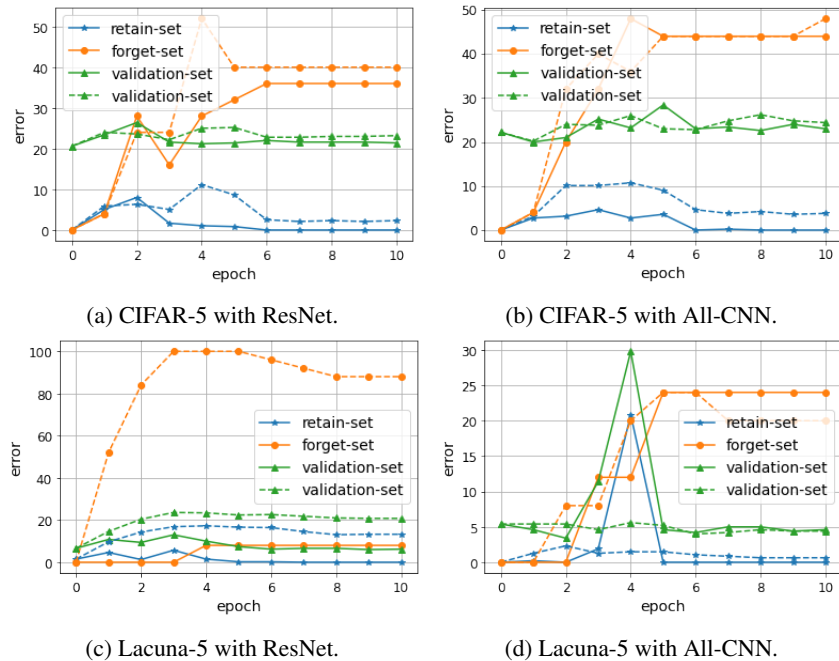 50
40
30
20
10
0
error
retain-set
forget-set
validation-set
validation-set
0 2 4 6 8 10
epoch
(a) CIFAR-5 with ResNet.
50
40
30
20
10
0
error
retain-set
forget-set
validation-set
validation-set
0 2 4 6 8 10
epoch
(b) CIFAR-5 with All-CNN.
100
80
60
40
20
0
error
retain-set
forget-set
validation-set
validation-set
0 2 4 6 8 10
epoch
(c) Lacuna-5 with ResNet.
30
25
20
15
10
5
0
error
retain-set
forget-set
validation-set
validation-set
0 2 4 6 8 10
epoch
(d) Lacuna-5 with All-CNN.